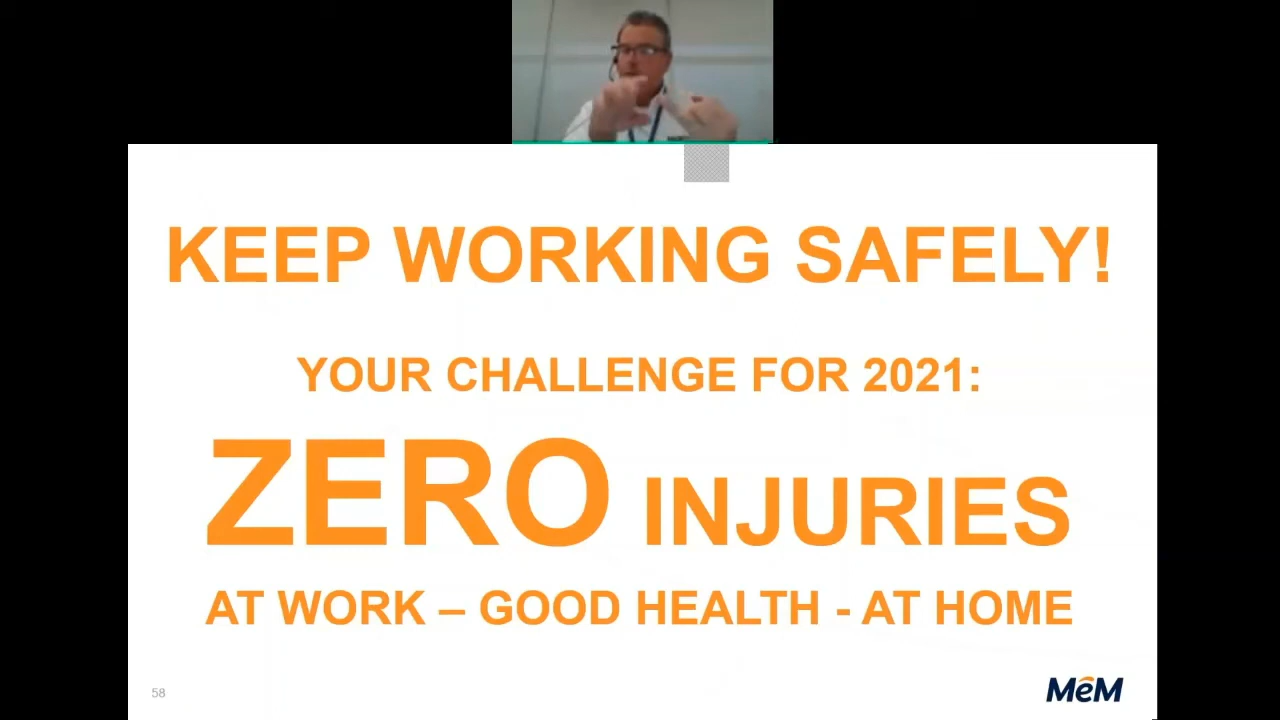 KEEP WORKING SAFELY!
YOUR CHALLENGE FOR 2021:
ZERO INJURIES
AT WORK – GOOD HEALTH - AT HOME
58
MeM